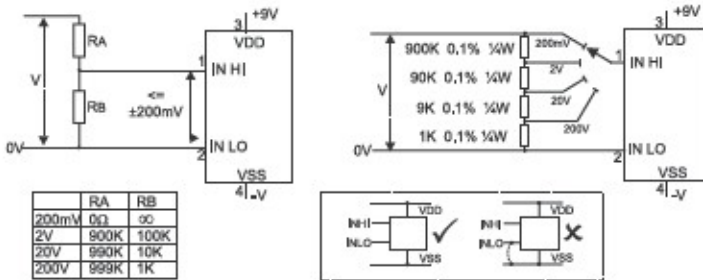 3 +9V
VDD
RA
1
IN HI
V
<=
±200mV
RB
0V
2
IN LO
VSS
4 -V
RA RB
200mV 0Ω ∞
2V 900K 100K
20V 990K 10K
200V 999K 1K
3 +9V
VDD
900K 0,1% ¼W
200mV
1
IN HI
90K 0,1% ¼W
2V
V
9K 0,1% ¼W
20V
1K 0,1% ¼W
200V
0V
2
IN LO
VSS
4 -V
VDD
INHI
INLO
VSS
VDD
INHI
INLO
VSS